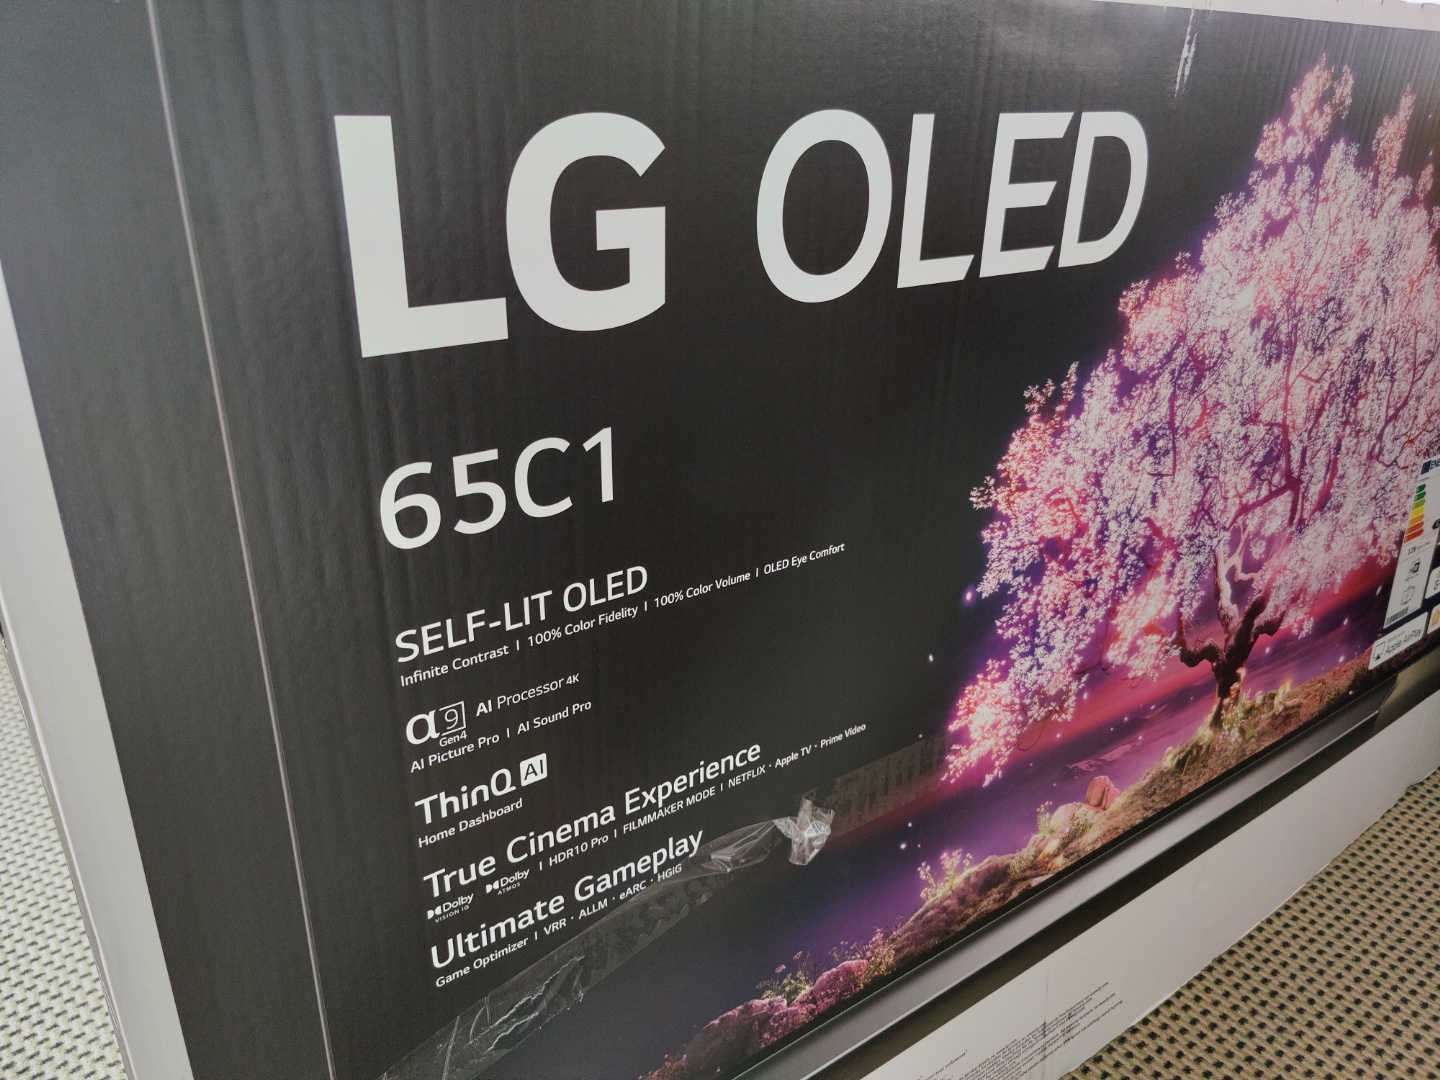 LG OLED
65C1
SELF-LIT OLED
Infinite Contrast | 100% Color Fidelity | 100% Color Volume | OLED Eye Comfort
α9 Gen4 AI Processor 4K
AI Picture Pro | AI Sound Pro
ThinQ AI
Home Dashboard
True Cinema Experience
Dolby VISION IQ Dolby ATMOS | HDR10 Pro | FILMMAKER MODE | NETFLIX · Apple TV · Prime Video
Ultimate Gameplay
Game Optimizer | VRR · ALLM · eARC · HGiG
Apple AirPlay